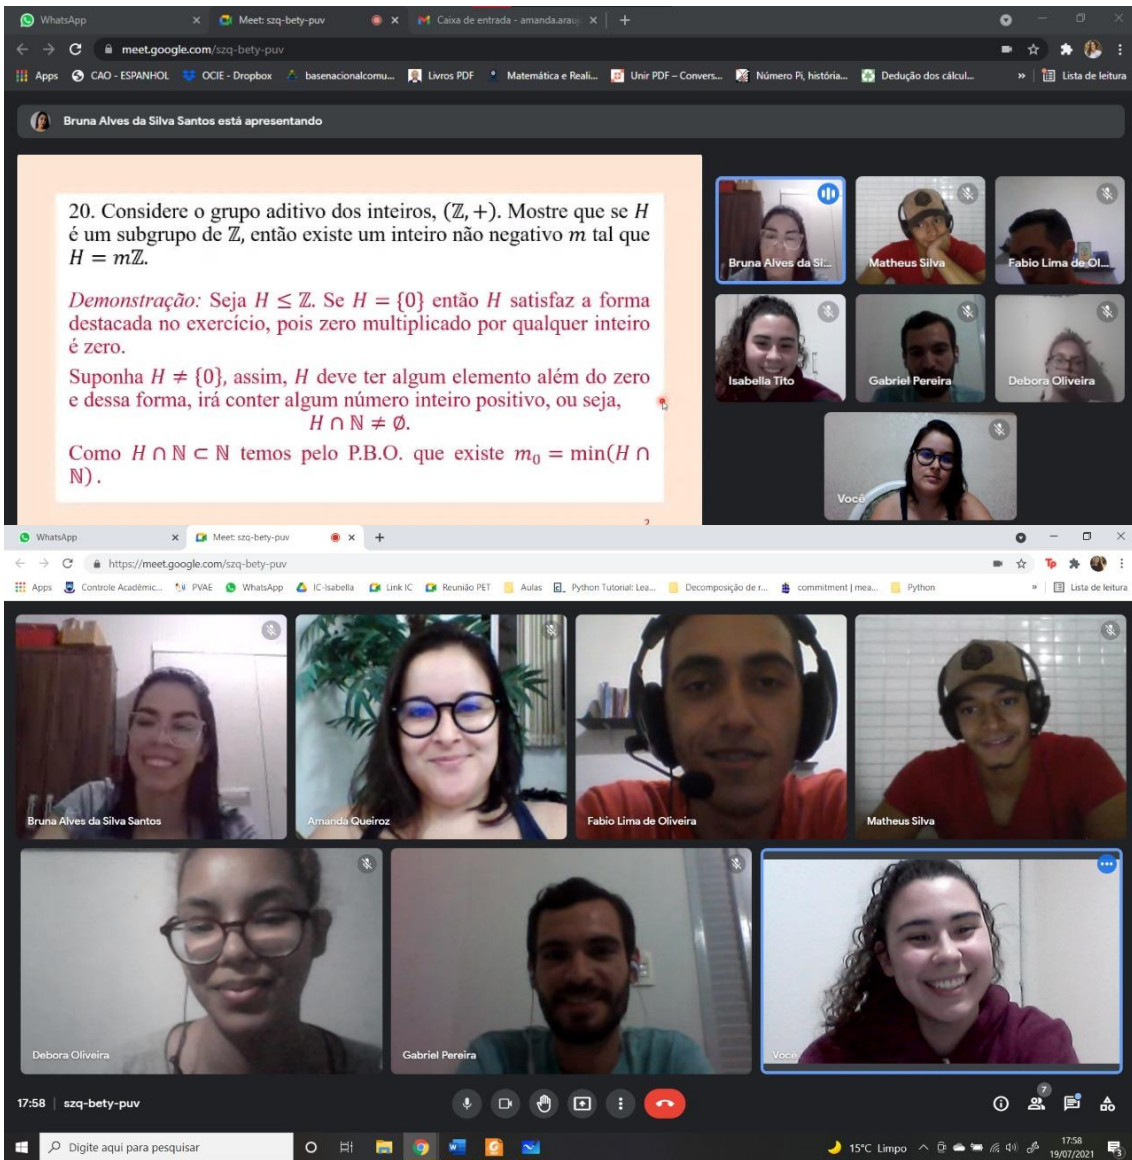 WhatsApp
Meet: szq-bety-puv
Caixa de entrada - amanda.arauj
meet.google.com/szq-bety-puv
Apps
CAO - ESPANHOL
OCIE - Dropbox
basenacionalcomu...
Livros PDF
Matemática e Reali...
Unir PDF – Convers...
Número Pi, história...
Dedução dos cálcul...
»
Lista de leitura
Bruna Alves da Silva Santos está apresentando
20. Considere o grupo aditivo dos inteiros, (ℤ, +). Mostre que se H
é um subgrupo de ℤ, então existe um inteiro não negativo m tal que
H = mℤ.
Demonstração: Seja H ≤ ℤ. Se H = {0} então H satisfaz a forma
destacada no exercício, pois zero multiplicado por qualquer inteiro
é zero.
Suponha H ≠ {0}, assim, H deve ter algum elemento além do zero
e dessa forma, irá conter algum número inteiro positivo, ou seja,
H ∩ ℕ ≠ ∅.
Como H ∩ ℕ ⊂ ℕ temos pelo P.B.O. que existe m₀ = min(H ∩
ℕ).
2
Bruna Alves da Si...
Matheus Silva
Fabio Lima de Ol...
Isabella Tito
Gabriel Pereira
Debora Oliveira
Você
WhatsApp
Meet: szq-bety-puv
https://meet.google.com/szq-bety-puv
Tp
Apps
Controle Acadêmic...
PVAE
WhatsApp
IC-Isabella
Link IC
Reunião PET
Aulas
Python Tutorial: Lea...
Decomposição de r...
commitment | mea...
Python
»
Lista de leitura
Bruna Alves da Silva Santos
Amanda Queiroz
Fabio Lima de Oliveira
Matheus Silva
Debora Oliveira
Gabriel Pereira
Você
17:58 | szq-bety-puv
7
Digite aqui para pesquisar
15°C Limpo
17:58
19/07/2021
3